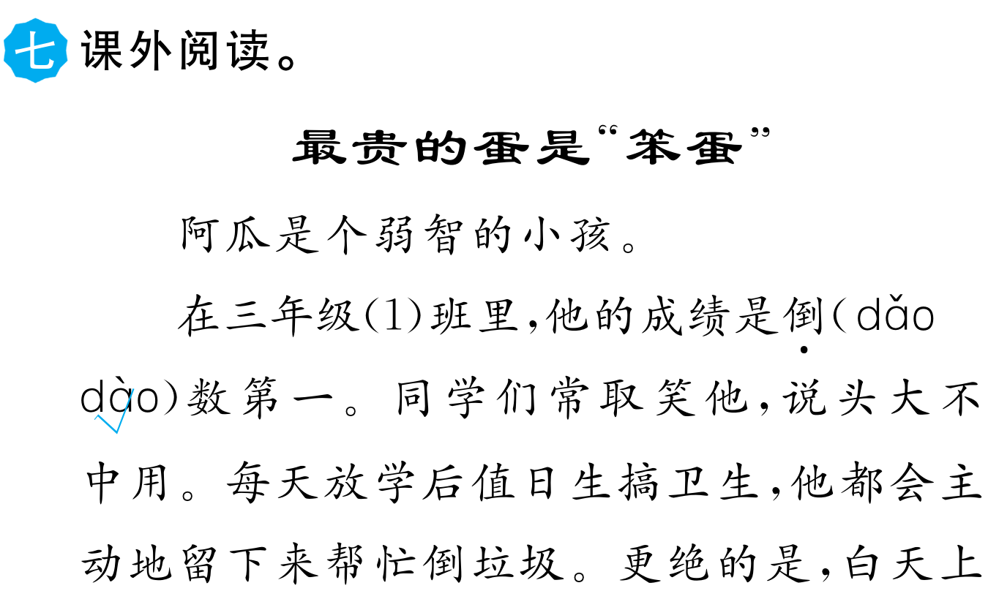 七 课外阅读。
最贵的蛋是“笨蛋”
阿瓜是个弱智的小孩。
在三年级(1)班里,他的成绩是倒(dǎo
dào)数第一。同学们常取笑他,说头大不
中用。每天放学后值日生搞卫生,他都会主
动地留下来帮忙倒垃圾。更绝的是,白天上